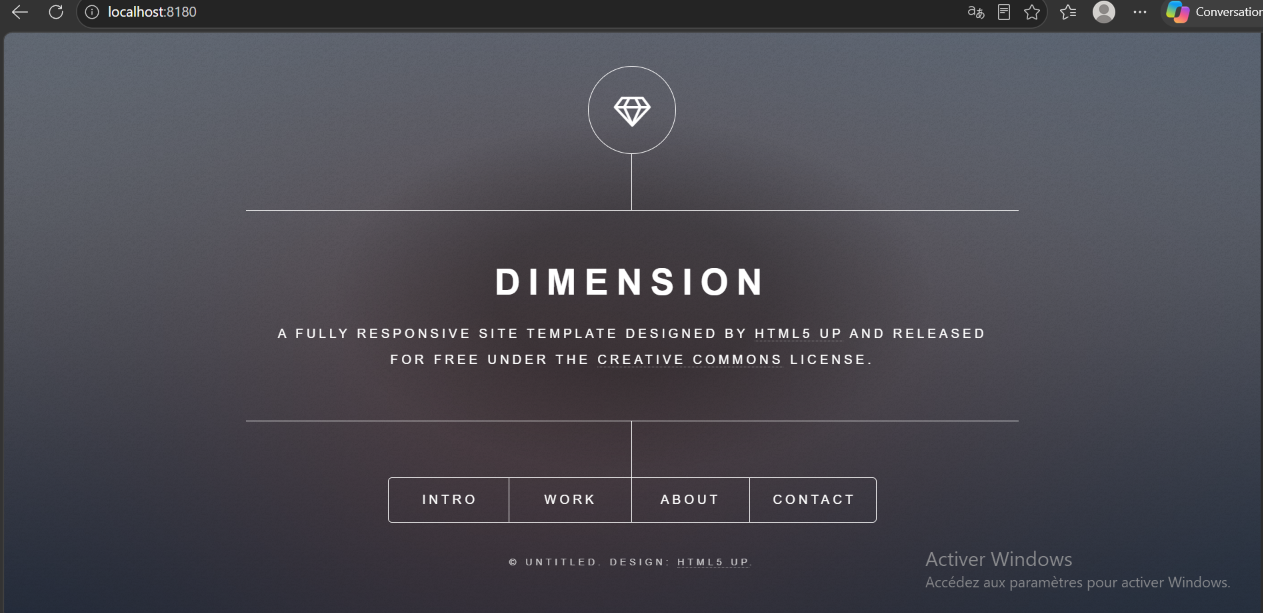 localhost:8180
Conversation
DIMENSION
A FULLY RESPONSIVE SITE TEMPLATE DESIGNED BY HTML5 UP AND RELEASED
FOR FREE UNDER THE CREATIVE COMMONS LICENSE.
INTRO WORK ABOUT CONTACT
© UNTITLED. DESIGN: HTML5 UP.
Activer Windows
Accédez aux paramètres pour activer Windows.